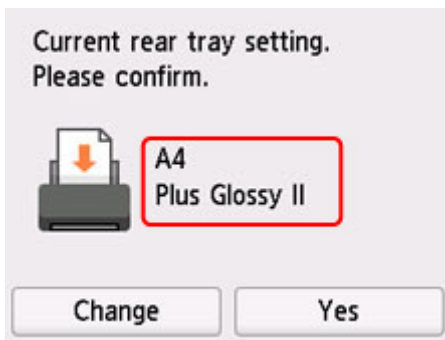 Current rear tray setting.
Please confirm.
A4
Plus Glossy II
Change
Yes